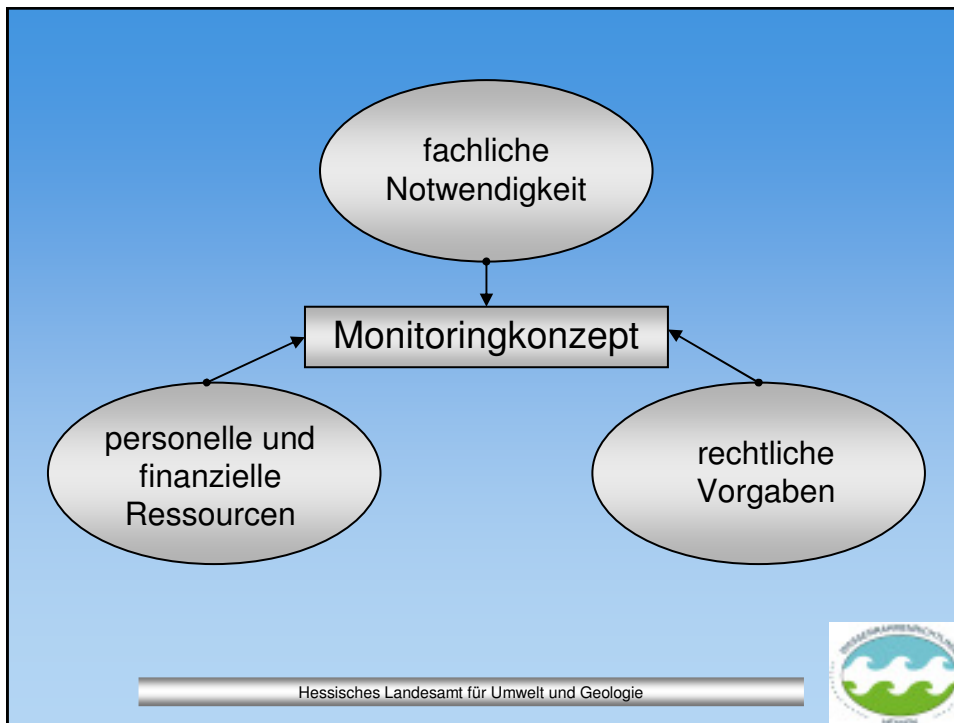 fachliche
Notwendigkeit
Monitoringkonzept
personelle und
finanzielle
Ressourcen
rechtliche
Vorgaben
Hessisches Landesamt für Umwelt und Geologie